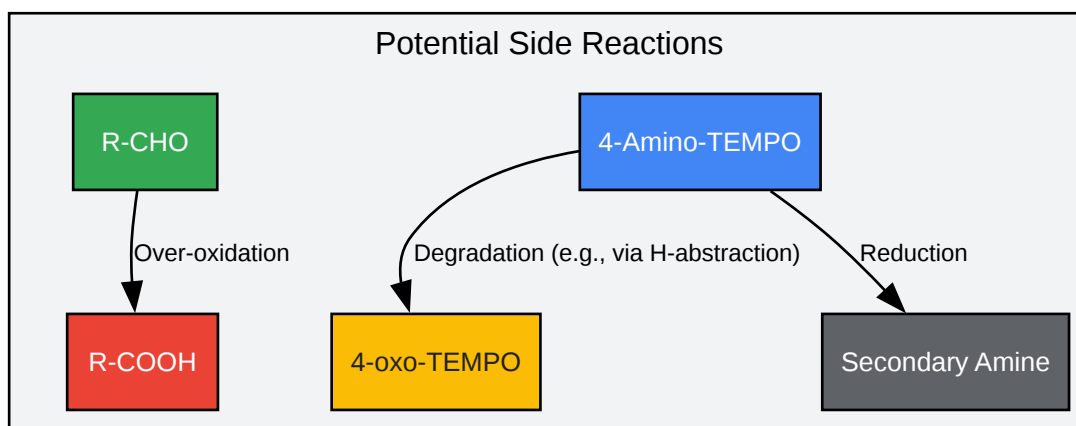 Potential Side Reactions
R-CHO
4-Amino-TEMPO
Over-oxidation
Degradation (e.g., via H-abstraction)
Reduction
R-COOH
4-oxo-TEMPO
Secondary Amine